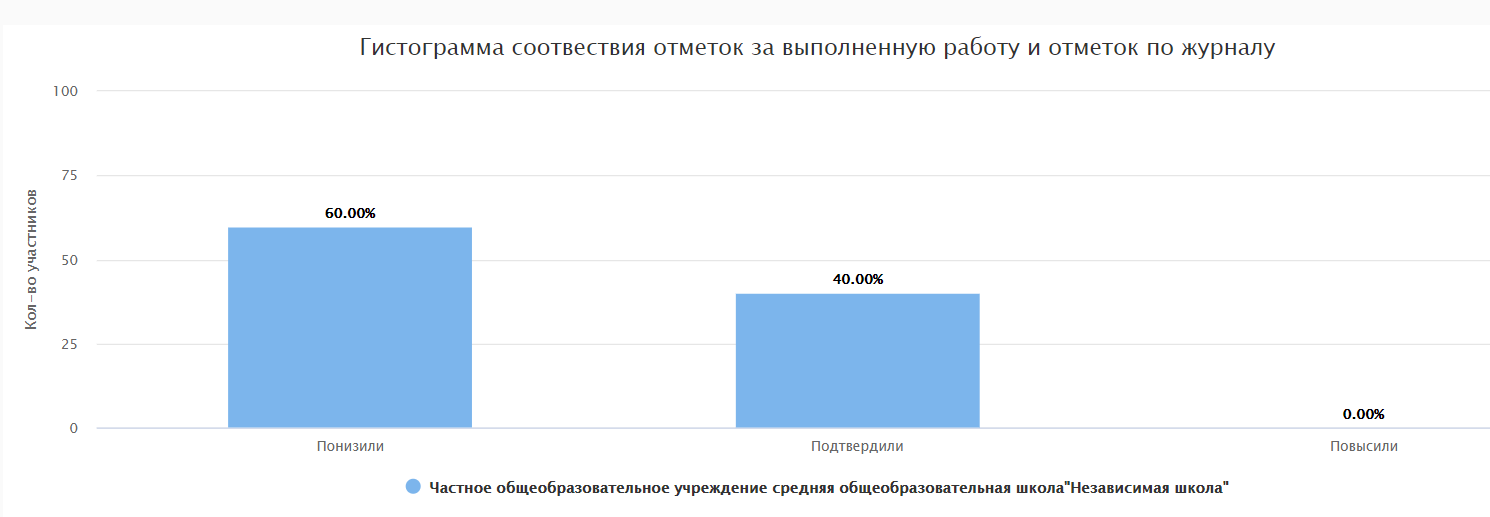 Гистограмма соотвествия отметок за выполненную работу и отметок по журналу
100
75
50
25
0
Кол-во участников
60.00%
40.00%
0.00%
Понизили
Подтвердили
Повысили
Частное общеобразовательное учреждение средняя общеобразовательная школа"Независимая школа"